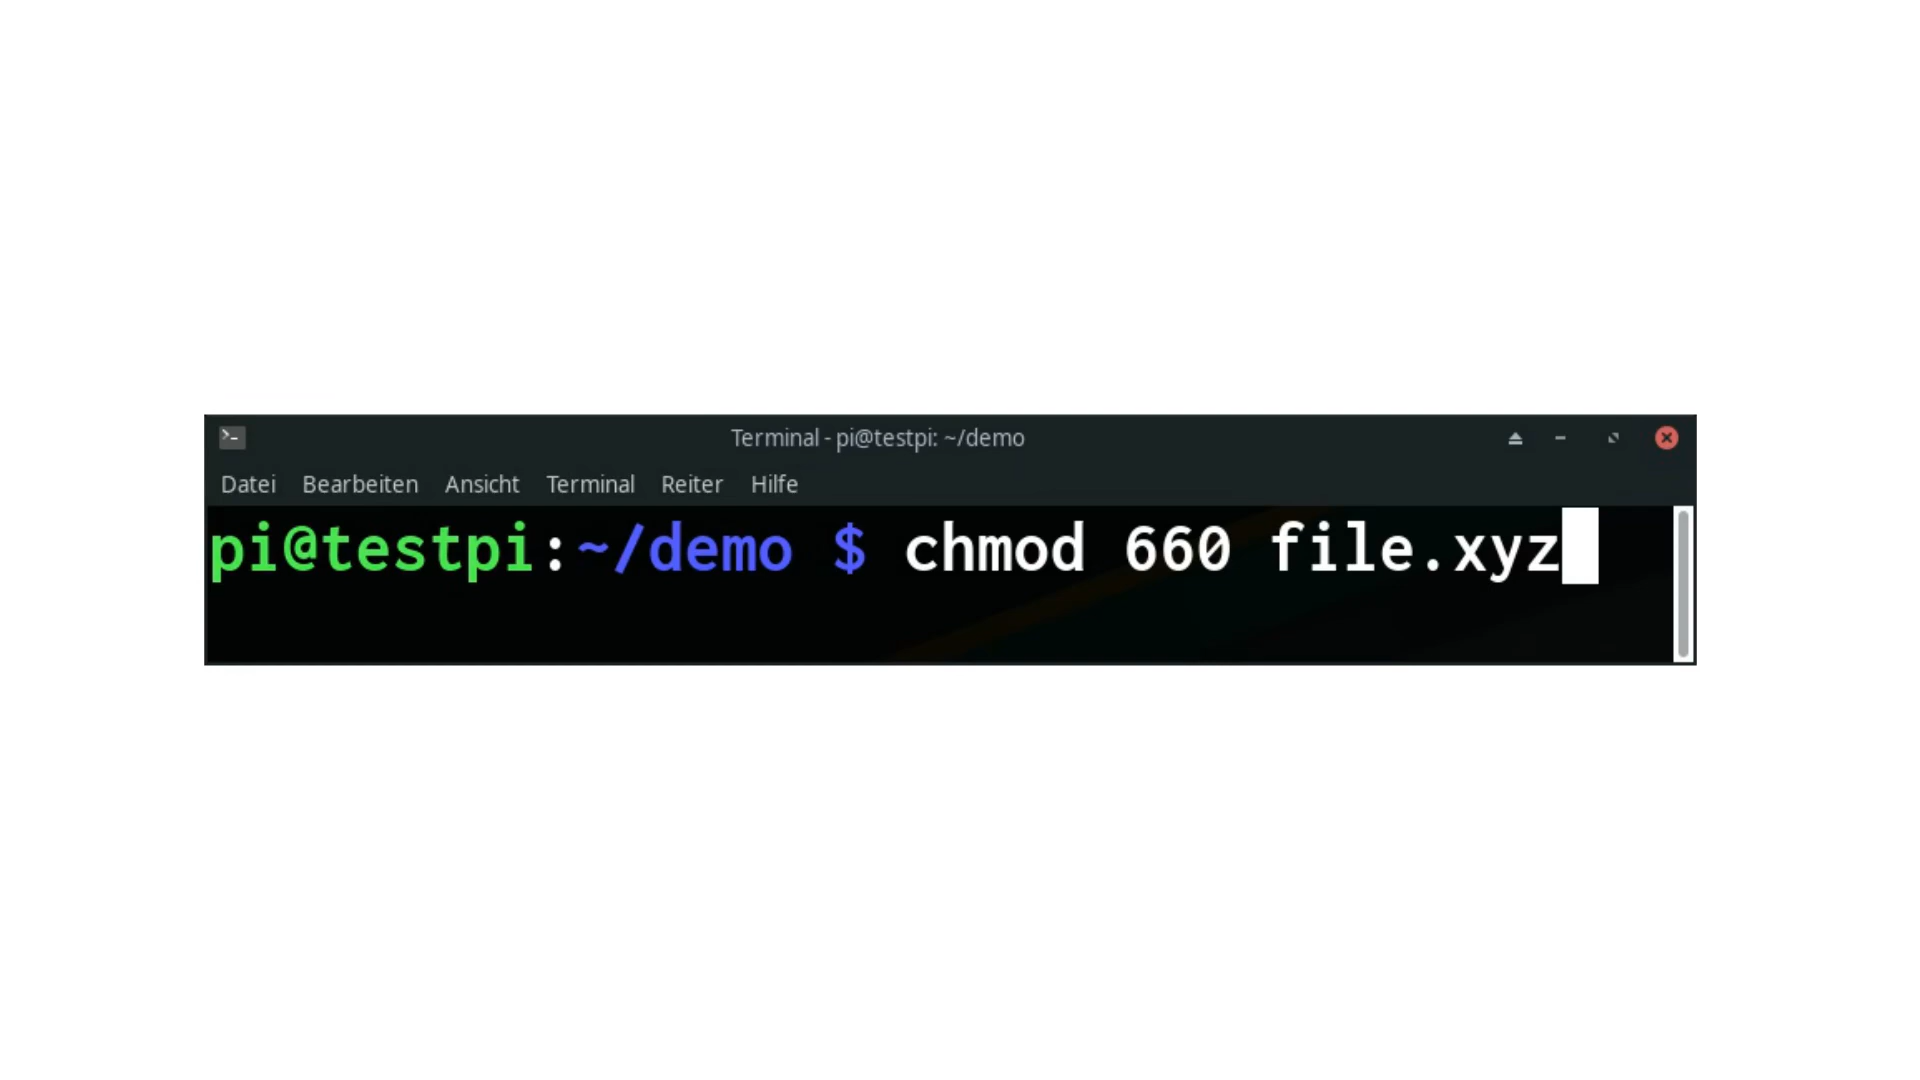 Terminal - pi@testpi: ~/demo
Datei Bearbeiten Ansicht Terminal Reiter Hilfe
pi@testpi:~/demo $ chmod 660 file.xyz